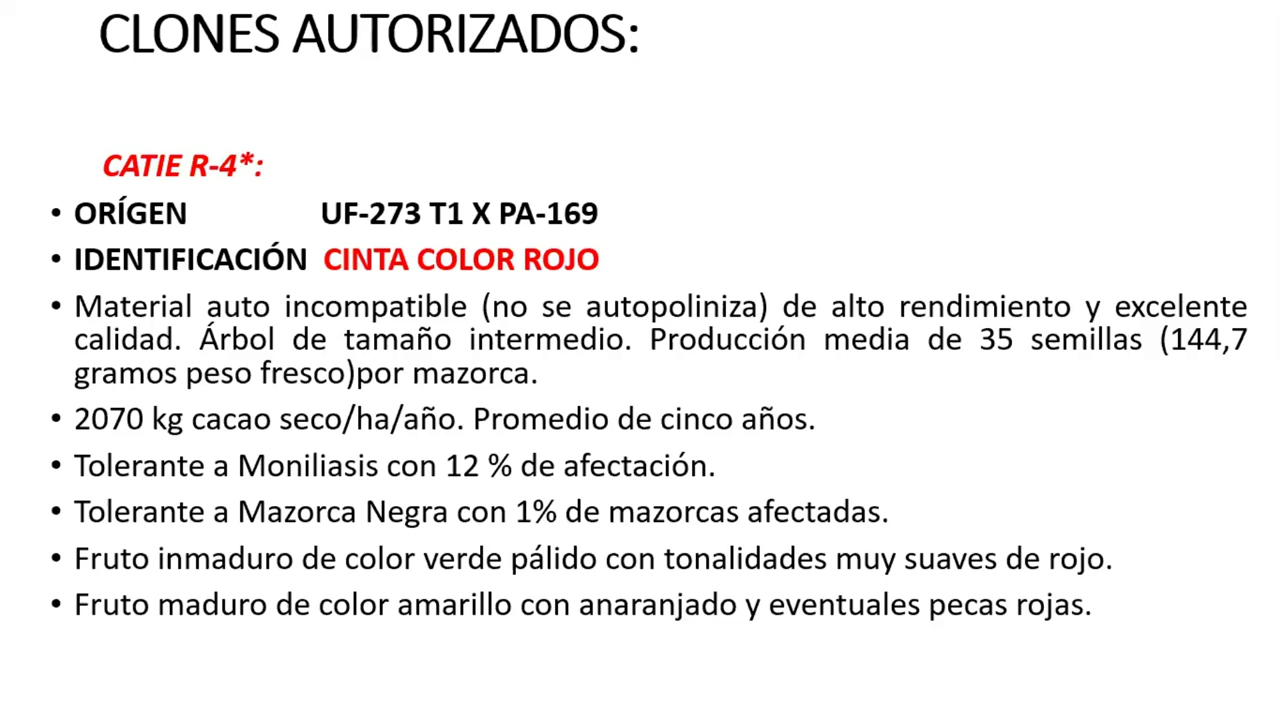 CLONES AUTORIZADOS:
CATIE R-4*:
• ORÍGEN UF-273 T1 X PA-169
• IDENTIFICACIÓN CINTA COLOR ROJO
• Material auto incompatible (no se autopoliniza) de alto rendimiento y excelente
calidad. Árbol de tamaño intermedio. Producción media de 35 semillas (144,7
gramos peso fresco)por mazorca.
• 2070 kg cacao seco/ha/año. Promedio de cinco años.
• Tolerante a Moniliasis con 12 % de afectación.
• Tolerante a Mazorca Negra con 1% de mazorcas afectadas.
• Fruto inmaduro de color verde pálido con tonalidades muy suaves de rojo.
• Fruto maduro de color amarillo con anaranjado y eventuales pecas rojas.